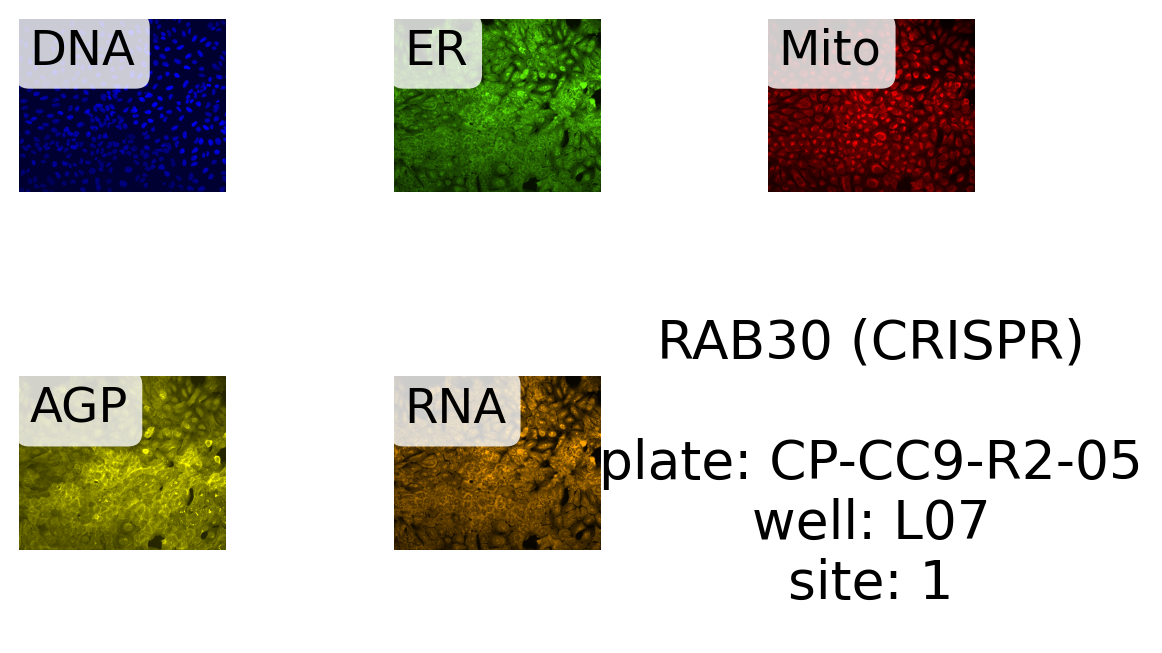 DNA
ER
Mito
AGP
RNA
RAB30 (CRISPR)
plate: CP-CC9-R2-05
well: L07
site: 1